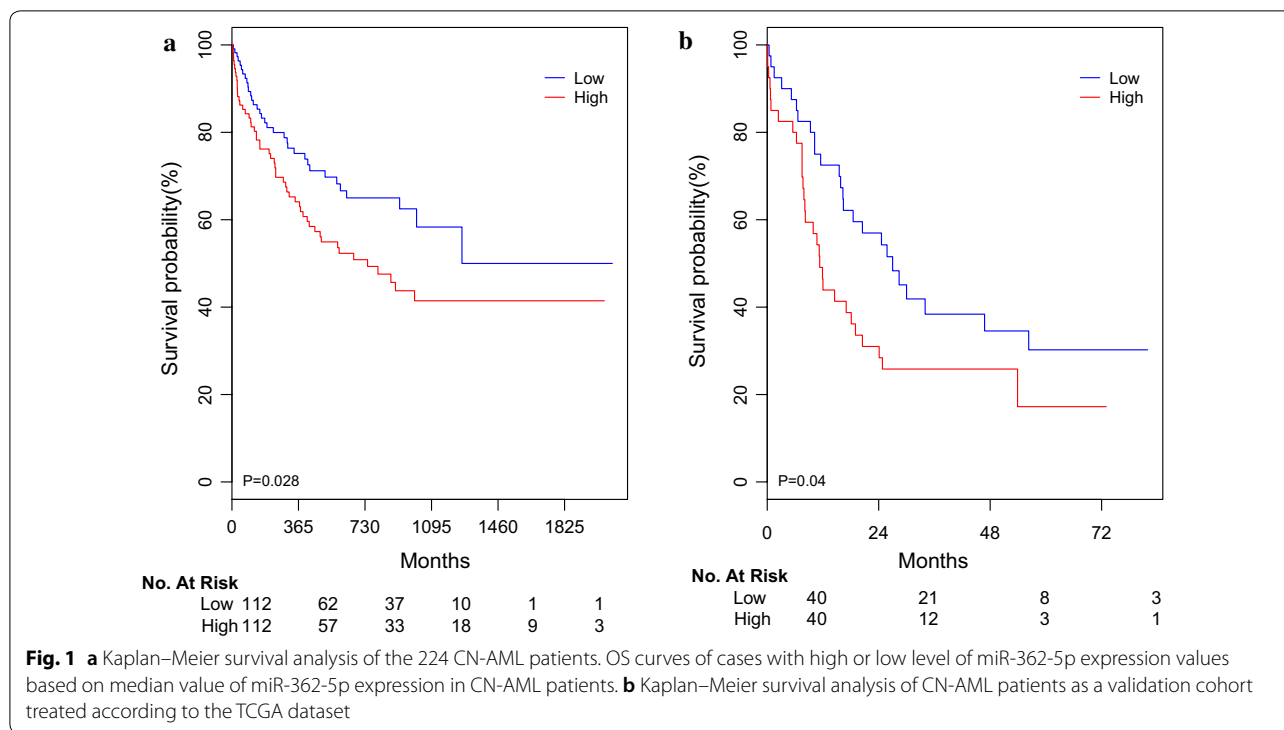 a
Survival probability(%)
100
80
60
40
20
0
Low
High
P=0.028
0 365 730 1095 1460 1825
Months
No. At Risk
Low 112 62 37 10 1 1
High 112 57 33 18 9 3
b
Survival probability(%)
100
80
60
40
20
0
Low
High
P=0.04
0 24 48 72
Months
No. At Risk
Low 40 21 8 3
High 40 12 3 1
Fig. 1 a Kaplan–Meier survival analysis of the 224 CN-AML patients. OS curves of cases with high or low level of miR-362-5p expression values
based on median value of miR-362-5p expression in CN-AML patients. b Kaplan–Meier survival analysis of CN-AML patients as a validation cohort
treated according to the TCGA dataset